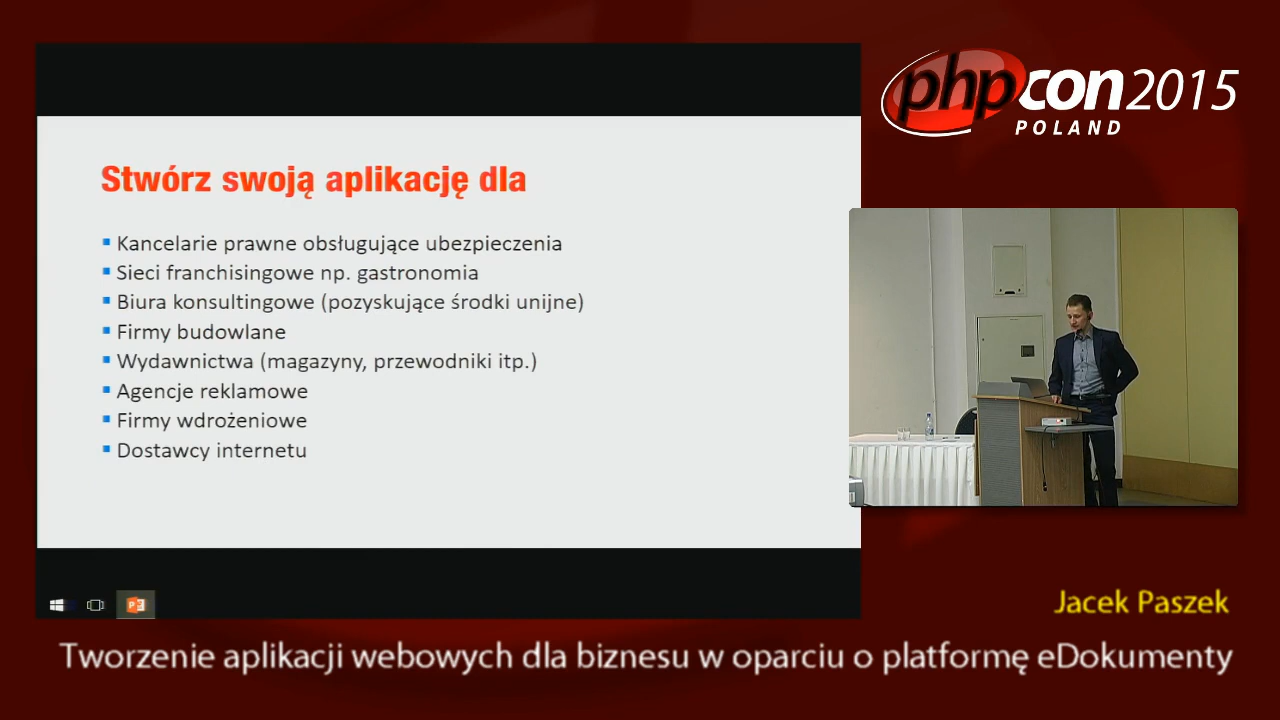 phpcon2015
POLAND
Stwórz swoją aplikację dla
Kancelarie prawne obsługujące ubezpieczenia
Sieci franchisingowe np. gastronomia
Biura konsultingowe (pozyskujące środki unijne)
Firmy budowlane
Wydawnictwa (magazyny, przewodniki itp.)
Agencje reklamowe
Firmy wdrożeniowe
Dostawcy internetu
Jacek Paszek
Tworzenie aplikacji webowych dla biznesu w oparciu o platformę eDokumenty